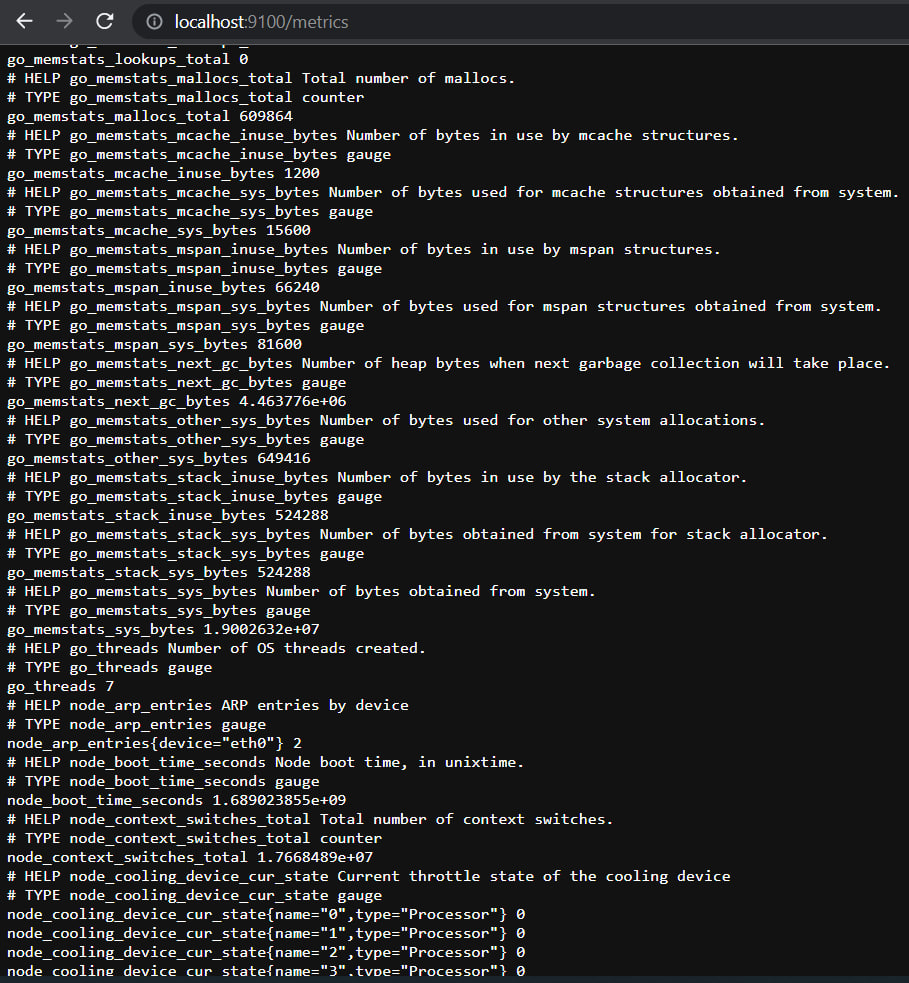 localhost:9100/metrics
go_memstats_lookups_total 0
# HELP go_memstats_mallocs_total Total number of mallocs.
# TYPE go_memstats_mallocs_total counter
go_memstats_mallocs_total 609864
# HELP go_memstats_mcache_inuse_bytes Number of bytes in use by mcache structures.
# TYPE go_memstats_mcache_inuse_bytes gauge
go_memstats_mcache_inuse_bytes 1200
# HELP go_memstats_mcache_sys_bytes Number of bytes used for mcache structures obtained from system.
# TYPE go_memstats_mcache_sys_bytes gauge
go_memstats_mcache_sys_bytes 15600
# HELP go_memstats_mspan_inuse_bytes Number of bytes in use by mspan structures.
# TYPE go_memstats_mspan_inuse_bytes gauge
go_memstats_mspan_inuse_bytes 66240
# HELP go_memstats_mspan_sys_bytes Number of bytes used for mspan structures obtained from system.
# TYPE go_memstats_mspan_sys_bytes gauge
go_memstats_mspan_sys_bytes 81600
# HELP go_memstats_next_gc_bytes Number of heap bytes when next garbage collection will take place.
# TYPE go_memstats_next_gc_bytes gauge
go_memstats_next_gc_bytes 4.463776e+06
# HELP go_memstats_other_sys_bytes Number of bytes used for other system allocations.
# TYPE go_memstats_other_sys_bytes gauge
go_memstats_other_sys_bytes 649416
# HELP go_memstats_stack_inuse_bytes Number of bytes in use by the stack allocator.
# TYPE go_memstats_stack_inuse_bytes gauge
go_memstats_stack_inuse_bytes 524288
# HELP go_memstats_stack_sys_bytes Number of bytes obtained from system for stack allocator.
# TYPE go_memstats_stack_sys_bytes gauge
go_memstats_stack_sys_bytes 524288
# HELP go_memstats_sys_bytes Number of bytes obtained from system.
# TYPE go_memstats_sys_bytes gauge
go_memstats_sys_bytes 1.9002632e+07
# HELP go_threads Number of OS threads created.
# TYPE go_threads gauge
go_threads 7
# HELP node_arp_entries ARP entries by device
# TYPE node_arp_entries gauge
node_arp_entries{device="eth0"} 2
# HELP node_boot_time_seconds Node boot time, in unixtime.
# TYPE node_boot_time_seconds gauge
node_boot_time_seconds 1.689023855e+09
# HELP node_context_switches_total Total number of context switches.
# TYPE node_context_switches_total counter
node_context_switches_total 1.7668489e+07
# HELP node_cooling_device_cur_state Current throttle state of the cooling device
# TYPE node_cooling_device_cur_state gauge
node_cooling_device_cur_state{name="0",type="Processor"} 0
node_cooling_device_cur_state{name="1",type="Processor"} 0
node_cooling_device_cur_state{name="2",type="Processor"} 0
node_cooling_device_cur_state{name="3",type="Processor"} 0